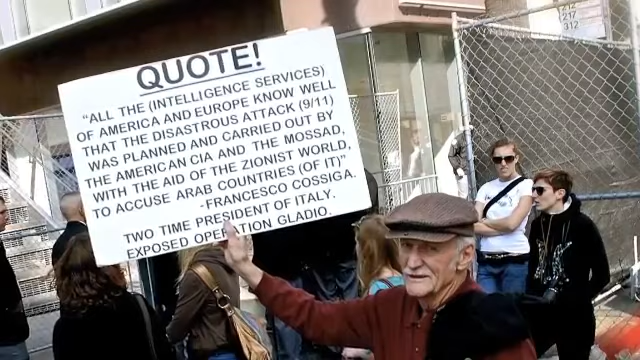 QUOTE!
"ALL THE (INTELLIGENCE SERVICES)
OF AMERICA AND EUROPE KNOW WELL
THAT THE DISASTROUS ATTACK (9/11)
WAS PLANNED AND CARRIED OUT BY
THE AMERICAN CIA AND THE MOSSAD,
WITH THE AID OF THE ZIONIST WORLD,
TO ACCUSE ARAB COUNTRIES (OF IT)"
-FRANCESCO COSSIGA.
TWO TIME PRESIDENT OF ITALY.
EXPOSED OPERATION GLADIO.
212
312